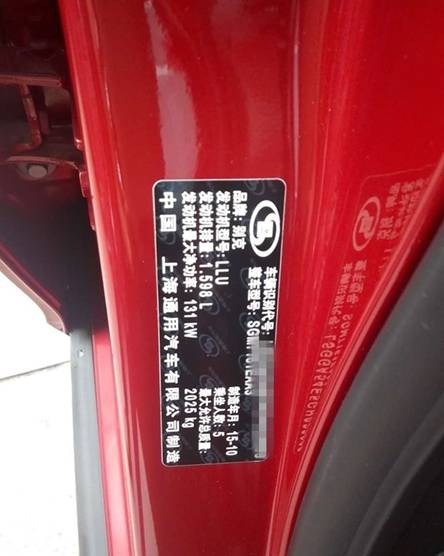 品牌: 别克
车辆识别代号:
发动机型号: LLU
整车型号: SGM
发动机排量: 1.598 L
制造年月: 15-10
发动机最大净功率: 131 kW
乘坐人数: 5
最大允许总质量: 2025 kg
中国 上海通用汽车有限公司制造